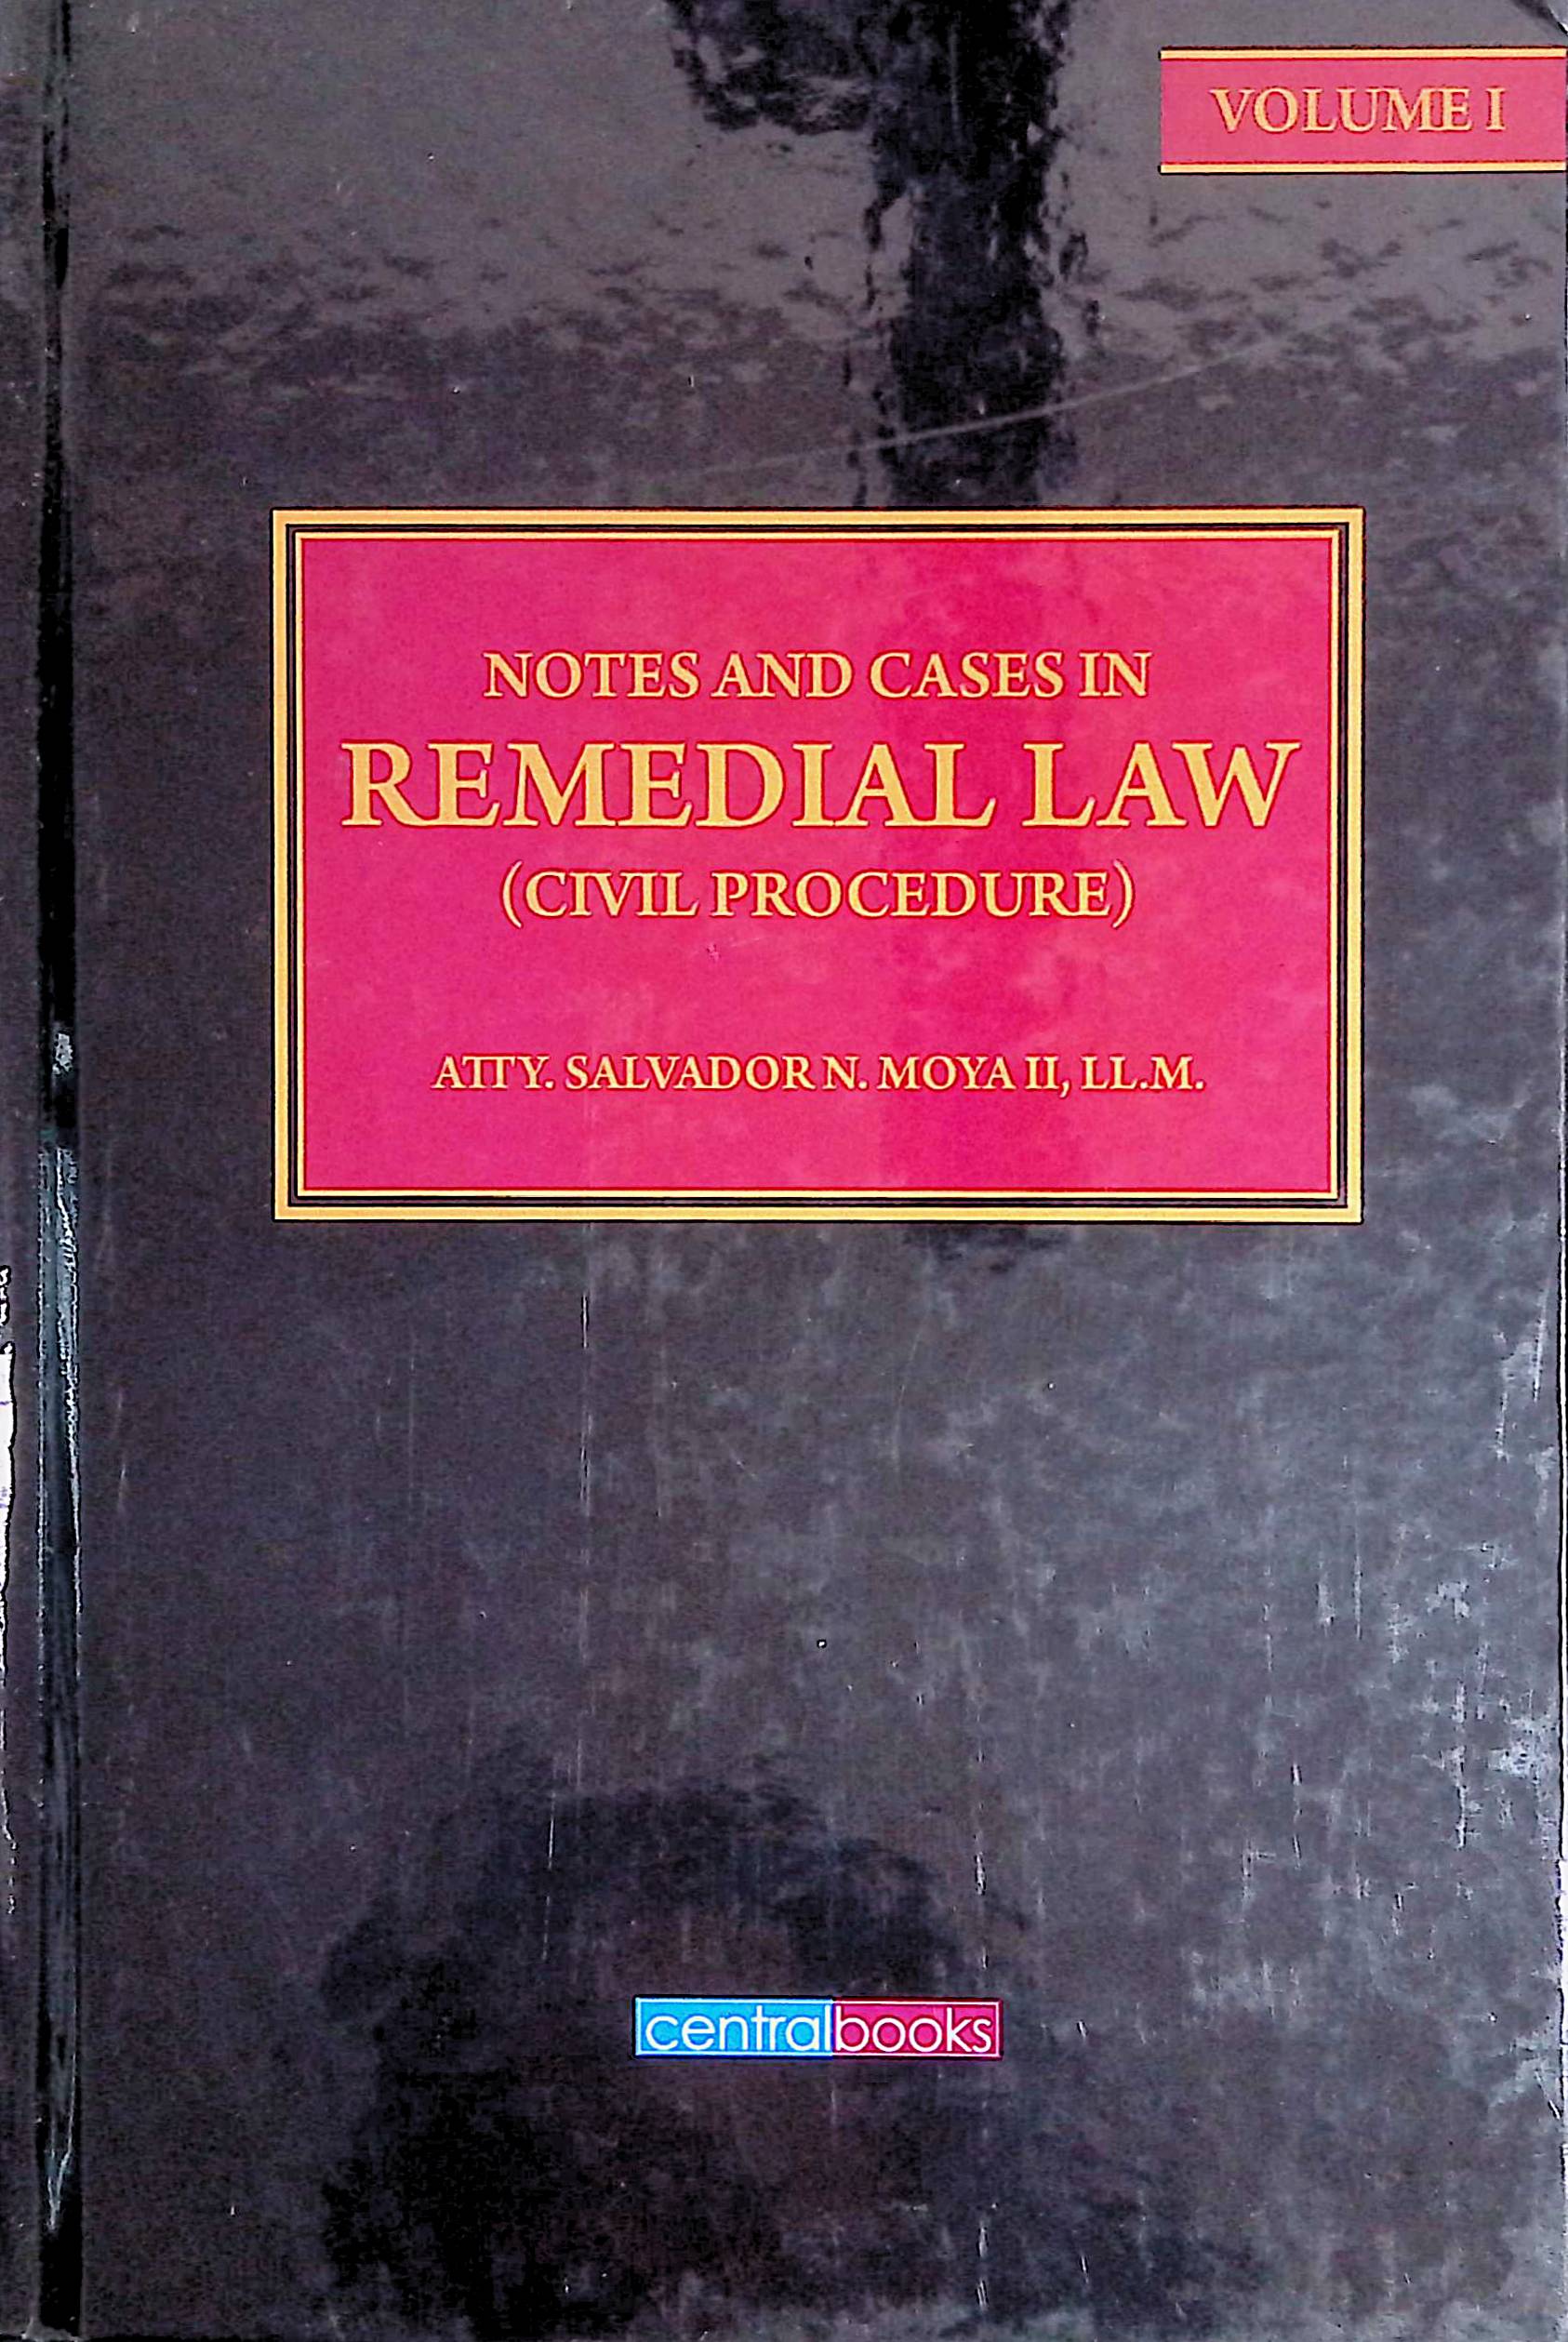 VOLUME I
NOTES AND CASES IN
REMEDIAL LAW
(CIVIL PROCEDURE)
ATTY. SALVADOR N. MOYA II, LL.M.
centralbooks